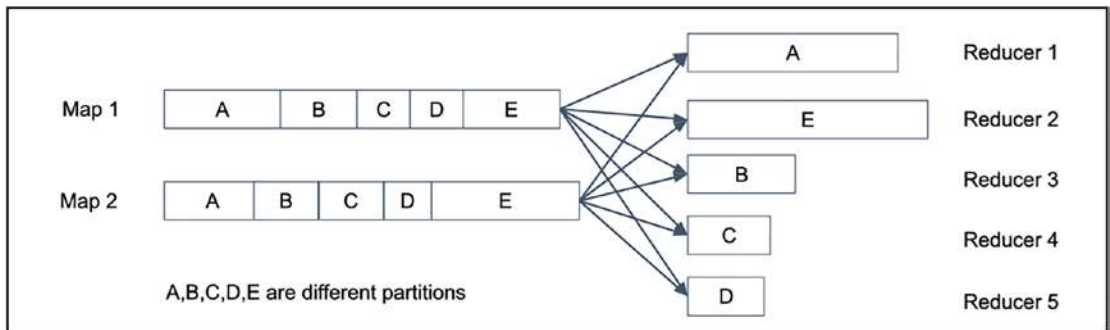 A Reducer 1
Map 1 A B C D E
E Reducer 2
B Reducer 3
Map 2 A B C D E
C Reducer 4
A,B,C,D,E are different partitions
D Reducer 5